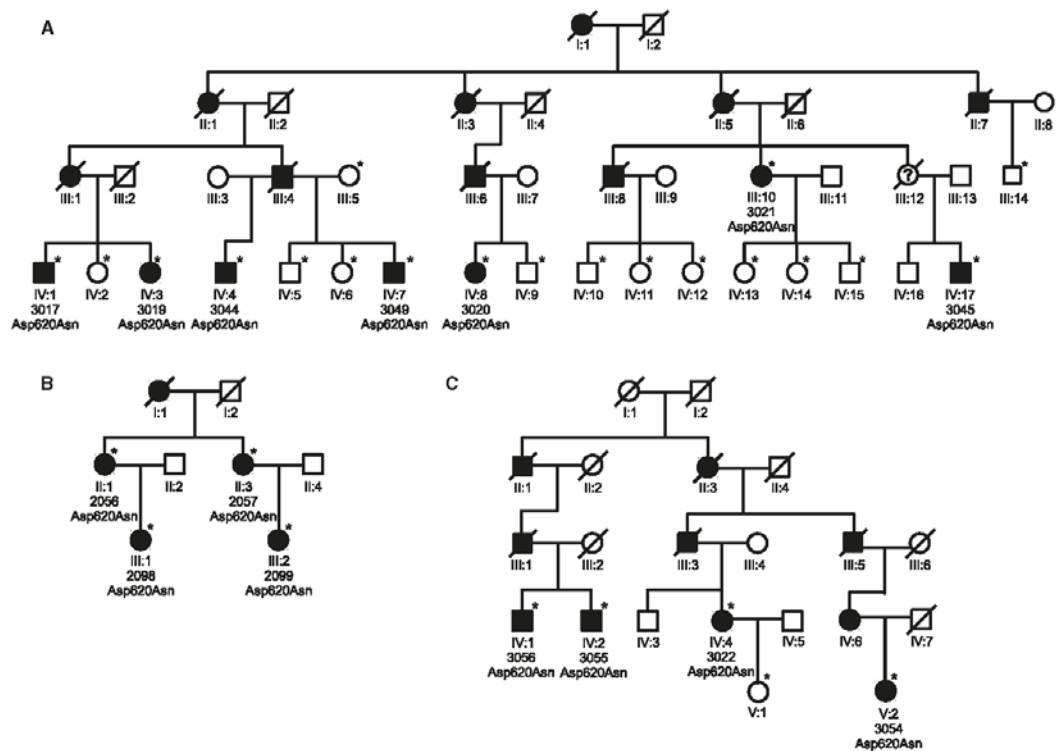 A
I:1 I:2
II:1 II:2 II:3 II:4 II:5 II:6 II:7 II:8
III:1 III:2 III:3 III:4 * III:5 III:6 III:7 III:8 III:9 * III:10 III:11 ? III:12 III:13 * III:14
3021
Asp620Asn
* IV:1 * IV:2 * IV:3 * IV:4 * IV:5 * IV:6 * IV:7 * IV:8 * IV:9 * IV:10 * IV:11 * IV:12 * IV:13 * IV:14 * IV:15 IV:16 * IV:17
3017 3019 3044 3049 3020 3045
Asp620Asn Asp620Asn Asp620Asn Asp620Asn Asp620Asn Asp620Asn
B
I:1 I:2
* II:1 II:2 * II:3 II:4
2056 2057
Asp620Asn Asp620Asn
* III:1 * III:2
2098 2099
Asp620Asn Asp620Asn
C
I:1 I:2
II:1 II:2 II:3 II:4
III:1 III:2 III:3 III:4 III:5 III:6
* IV:1 * IV:2 IV:3 * IV:4 IV:5 IV:6 IV:7
3056 3055 3022
Asp620Asn Asp620Asn Asp620Asn
* V:1 * V:2
3054
Asp620Asn